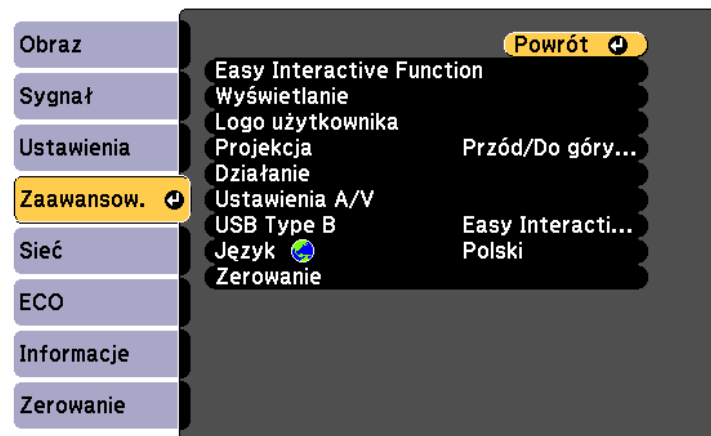 Obraz
Sygnał
Ustawienia
Zaawansow.
Sieć
ECO
Informacje
Zerowanie
Powrót
Easy Interactive Function
Wyświetlanie
Logo użytkownika
Projekcja Przód/Do góry...
Działanie
Ustawienia A/V
USB Type B Easy Interacti...
Język Polski
Zerowanie